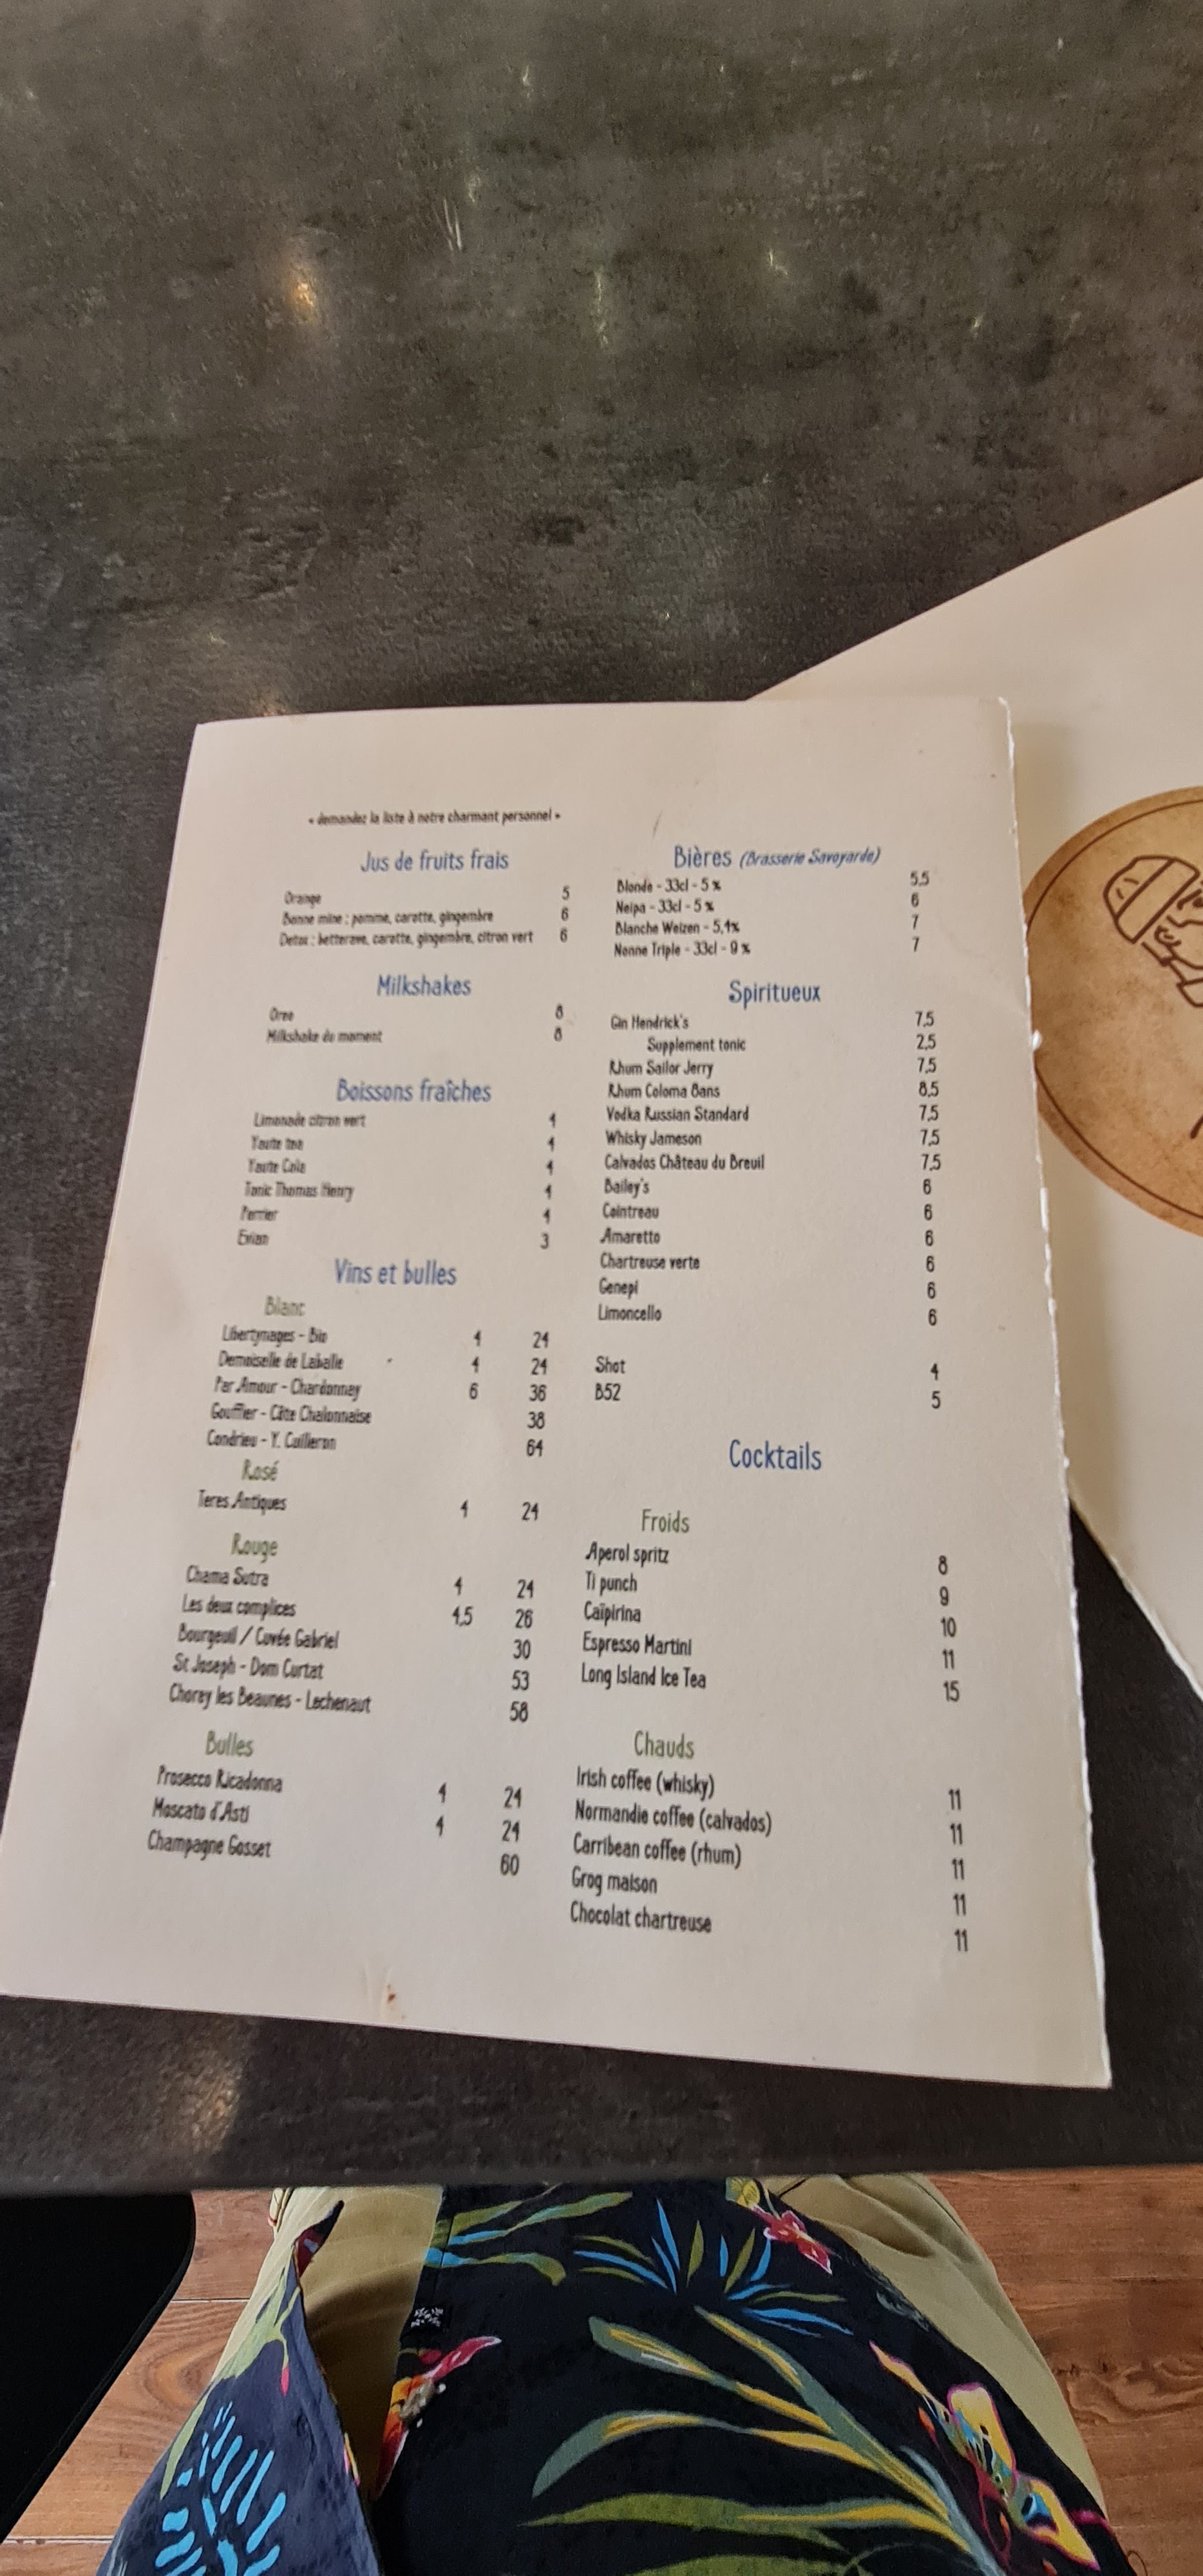 « demandez la liste à notre charmant personnel »
Jus de fruits frais
Orange 5
Bonne mine : pomme, carotte, gingembre 6
Detox : betterave, carotte, gingembre, citron vert 6
Milkshakes
Oreo 8
Milkshake du moment 8
Boissons fraîches
Limonade citron vert 4
Yaute tea 4
Yaute Cola 4
Tonic Thomas Henry 4
Perrier 4
Evian 3
Vins et bulles
Blanc
Libertynages - Bio 4 24
Demoiselle de Laballe 4 24
Par Amour - Chardonnay 6 36
Gouffier - Côte Chalonnaise 38
Condrieu - Y. Cuilleron 64
Rosé
Teres Antiques 4 24
Rouge
Chama Sutra 4 24
Les deux complices 4,5 26
Bourgeuil / Cuvée Gabriel 30
St Joseph - Dom Curtat 53
Chorey les Beaunes - Lechenaut 58
Bulles
Prosecco Ricadonna 4 24
Moscato d'Asti 4 24
Champagne Gosset 60
Bières (Brasserie Savoyarde)
Blonde - 33cl - 5 % 5,5
Neipa - 33cl - 5 % 6
Blanche Weizen - 5,4% 7
Nonne Triple - 33cl - 9 % 7
Spiritueux
Gin Hendrick's 7,5
Supplement tonic 2,5
Rhum Sailor Jerry 7,5
Rhum Coloma 8ans 8,5
Vodka Russian Standard 7,5
Whisky Jameson 7,5
Calvados Château du Breuil 7,5
Bailey's 6
Cointreau 6
Amaretto 6
Chartreuse verte 6
Genepi 6
Limoncello 6
Shot 4
B52 5
Cocktails
Froids
Aperol spritz 8
Ti punch 9
Caïpirina 10
Espresso Martini 11
Long Island Ice Tea 15
Chauds
Irish coffee (whisky) 11
Normandie coffee (calvados) 11
Carribean coffee (rhum) 11
Grog maison 11
Chocolat chartreuse 11